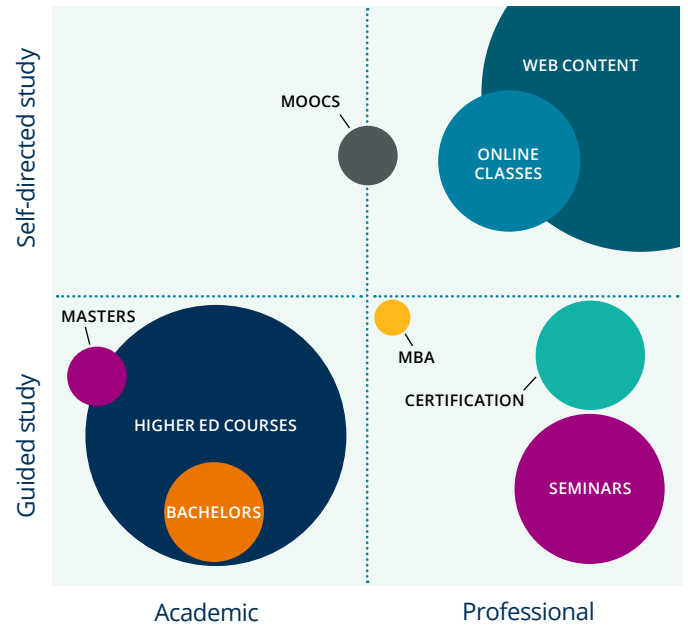 Self-directed study
WEB CONTENT
MOOCS
ONLINE
CLASSES
Guided study
MASTERS
MBA
CERTIFICATION
HIGHER ED COURSES
SEMINARS
BACHELORS
Academic
Professional